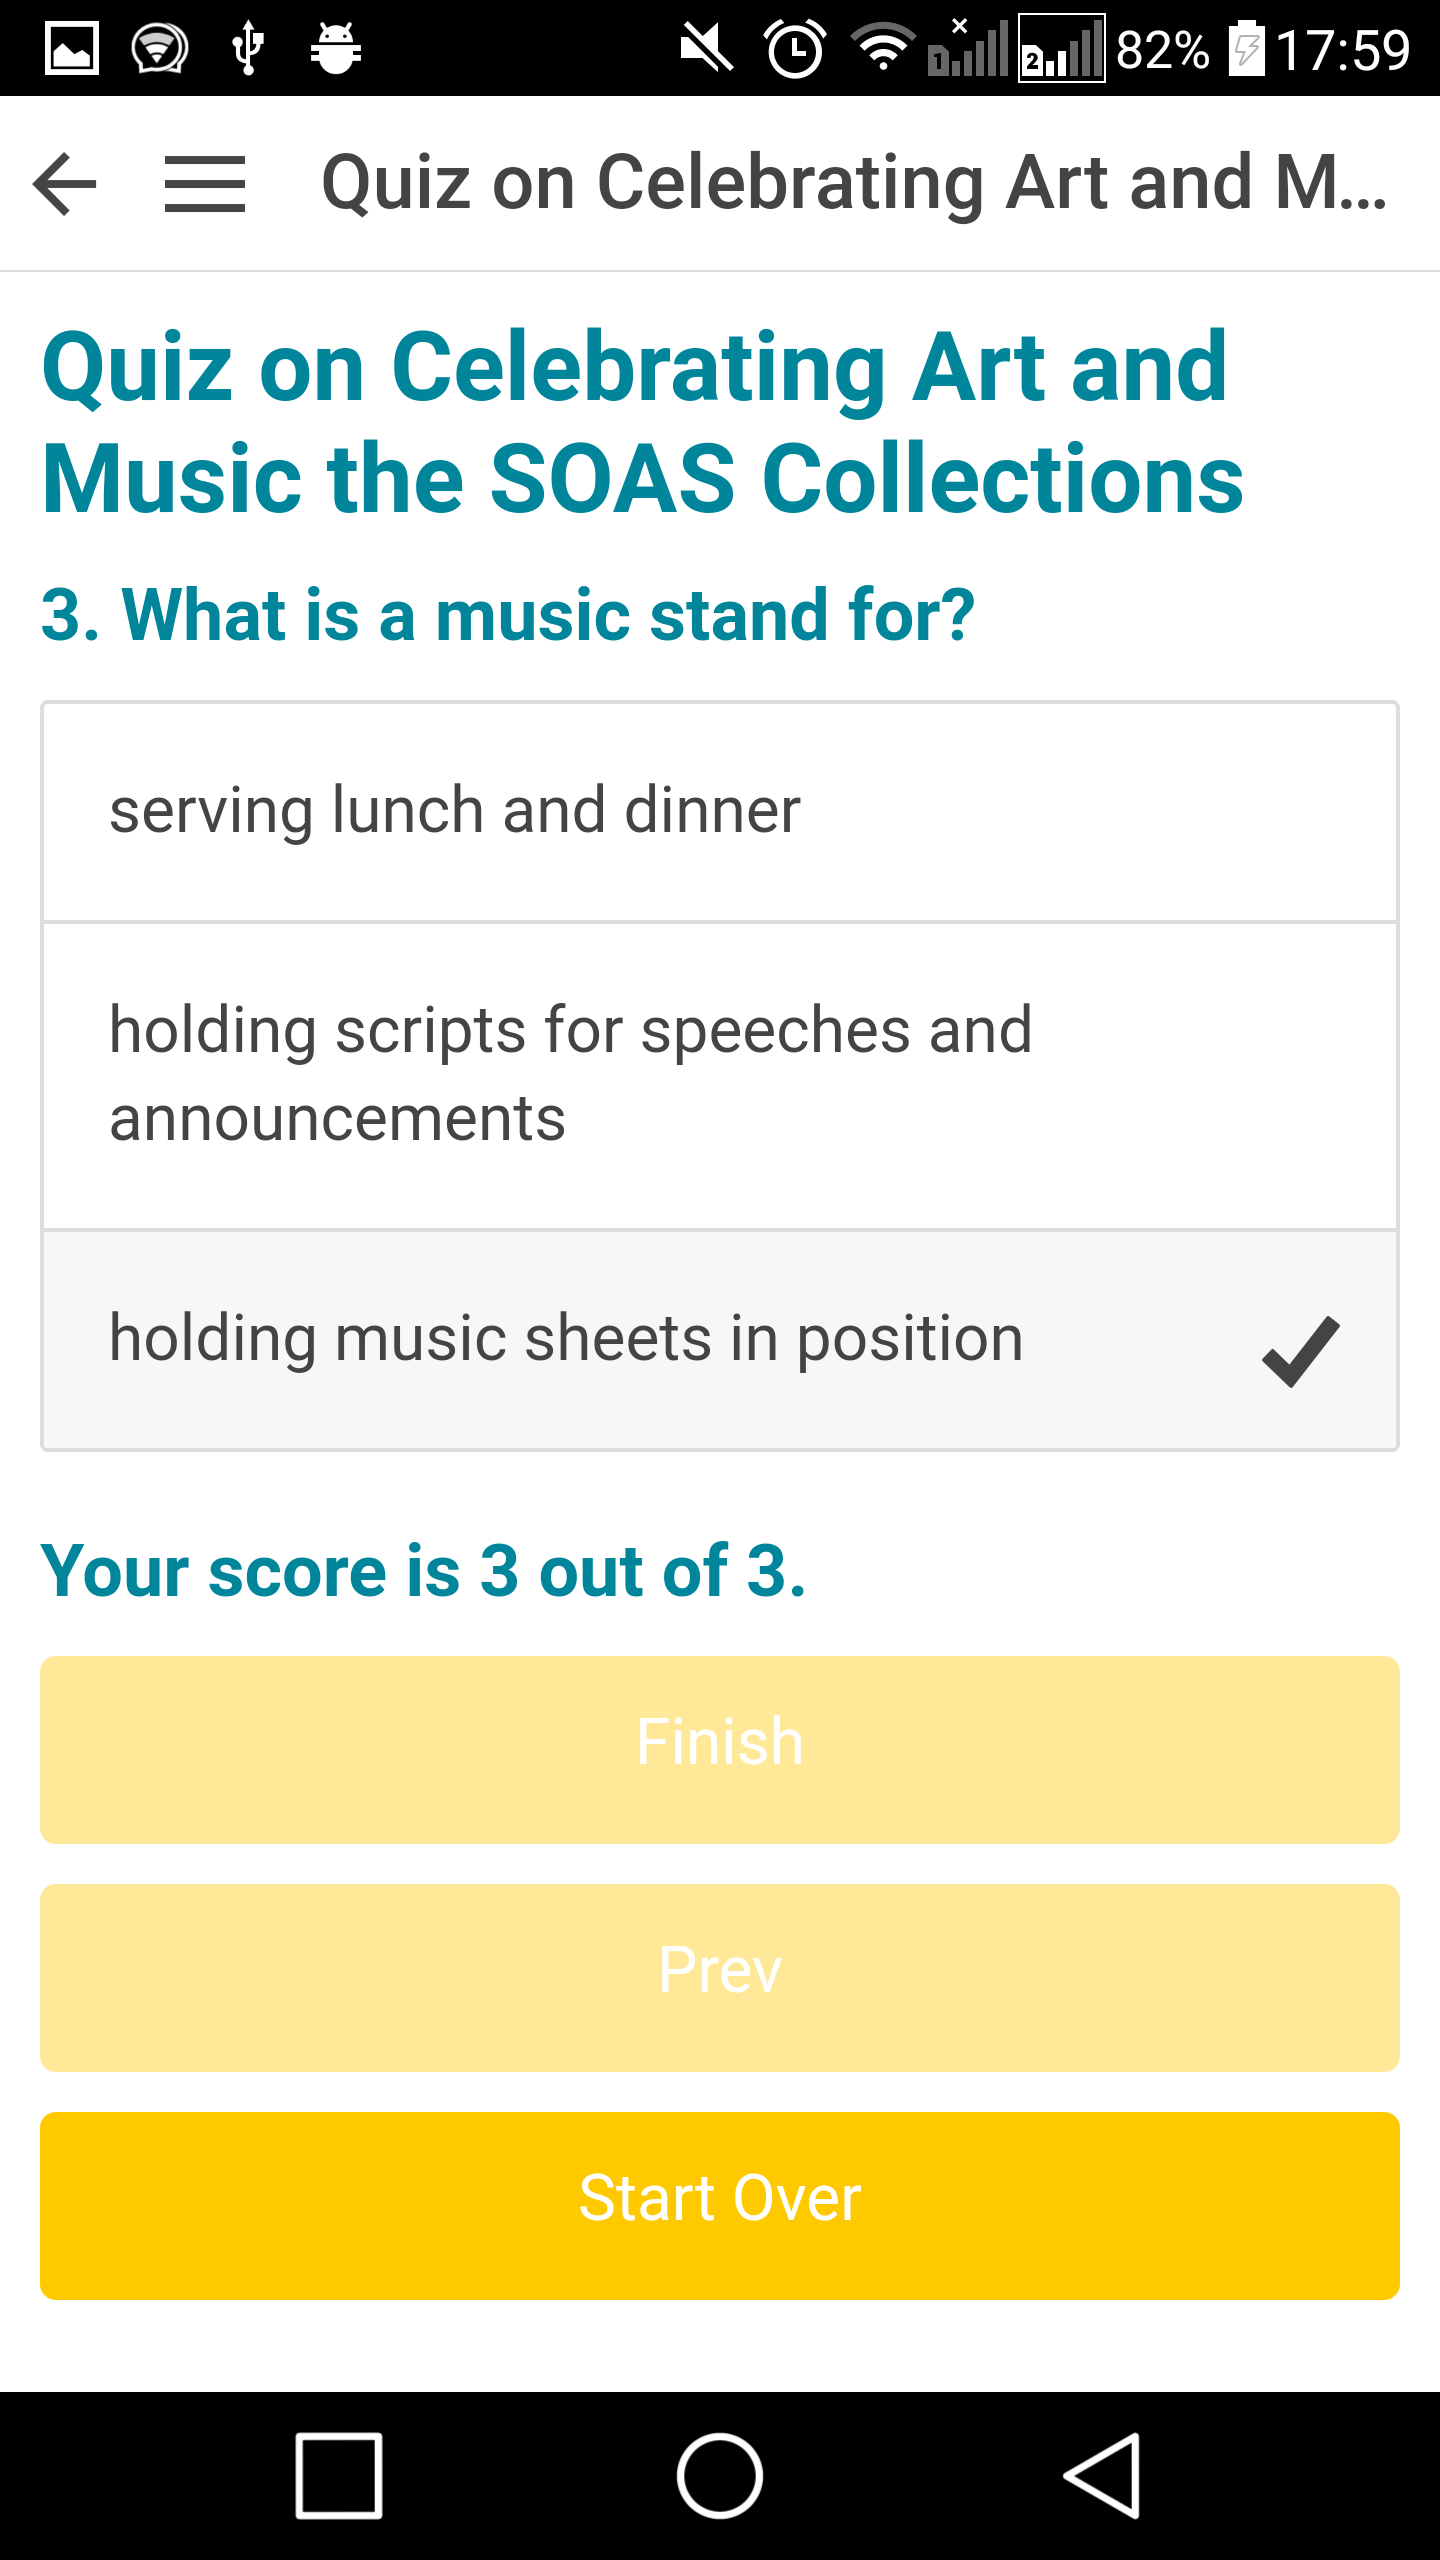 82% 17:59
Quiz on Celebrating Art and M...
Quiz on Celebrating Art and
Music the SOAS Collections
3. What is a music stand for?
serving lunch and dinner
holding scripts for speeches and
announcements
holding music sheets in position
Your score is 3 out of 3.
Finish
Prev
Start Over